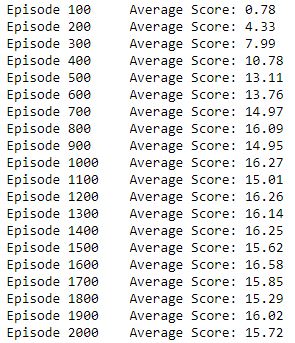 Episode 100 Average Score: 0.78
Episode 200 Average Score: 4.33
Episode 300 Average Score: 7.99
Episode 400 Average Score: 10.78
Episode 500 Average Score: 13.11
Episode 600 Average Score: 13.76
Episode 700 Average Score: 14.97
Episode 800 Average Score: 16.09
Episode 900 Average Score: 14.95
Episode 1000 Average Score: 16.27
Episode 1100 Average Score: 15.01
Episode 1200 Average Score: 16.26
Episode 1300 Average Score: 16.14
Episode 1400 Average Score: 16.25
Episode 1500 Average Score: 15.62
Episode 1600 Average Score: 16.58
Episode 1700 Average Score: 15.85
Episode 1800 Average Score: 15.29
Episode 1900 Average Score: 16.02
Episode 2000 Average Score: 15.72